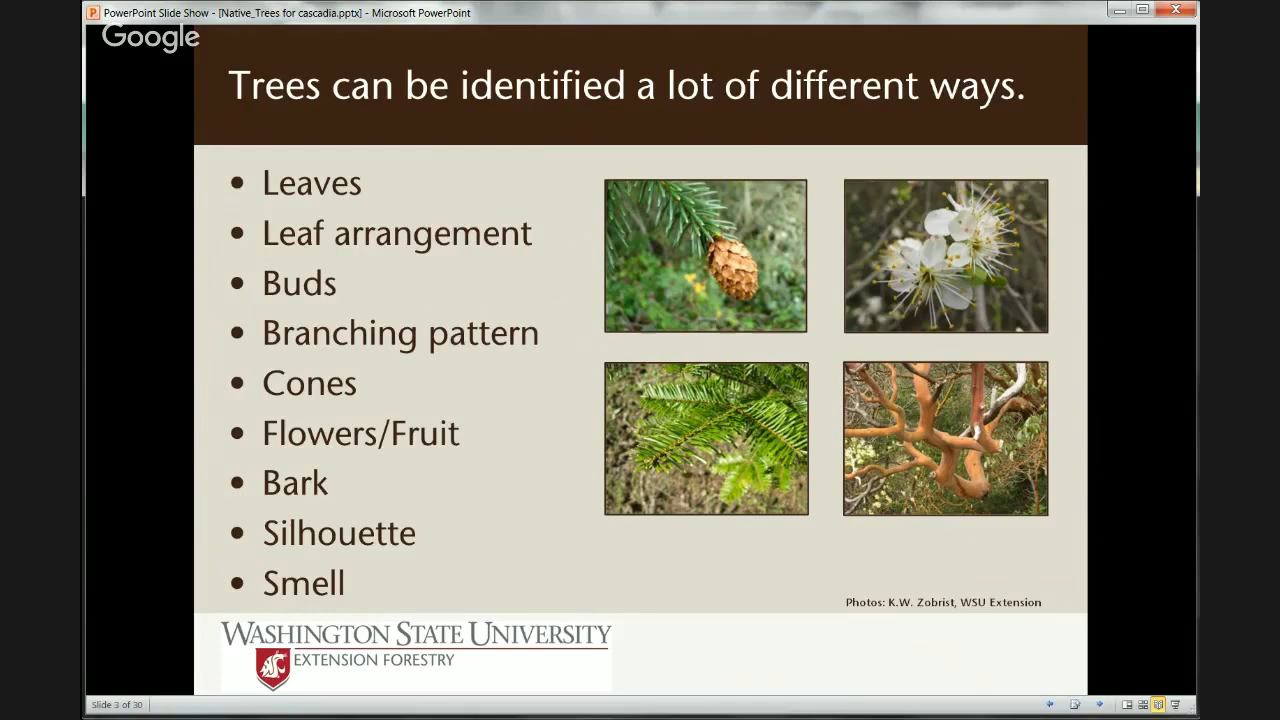 PowerPoint Slide Show - [Native_Trees for cascadia.pptx] - Microsoft PowerPoint
Google
Trees can be identified a lot of different ways.
• Leaves
• Leaf arrangement
• Buds
• Branching pattern
• Cones
• Flowers/Fruit
• Bark
• Silhouette
• Smell
Photos: K.W. Zobrist, WSU Extension
WASHINGTON STATE UNIVERSITY
EXTENSION FORESTRY
Slide 3 of 30